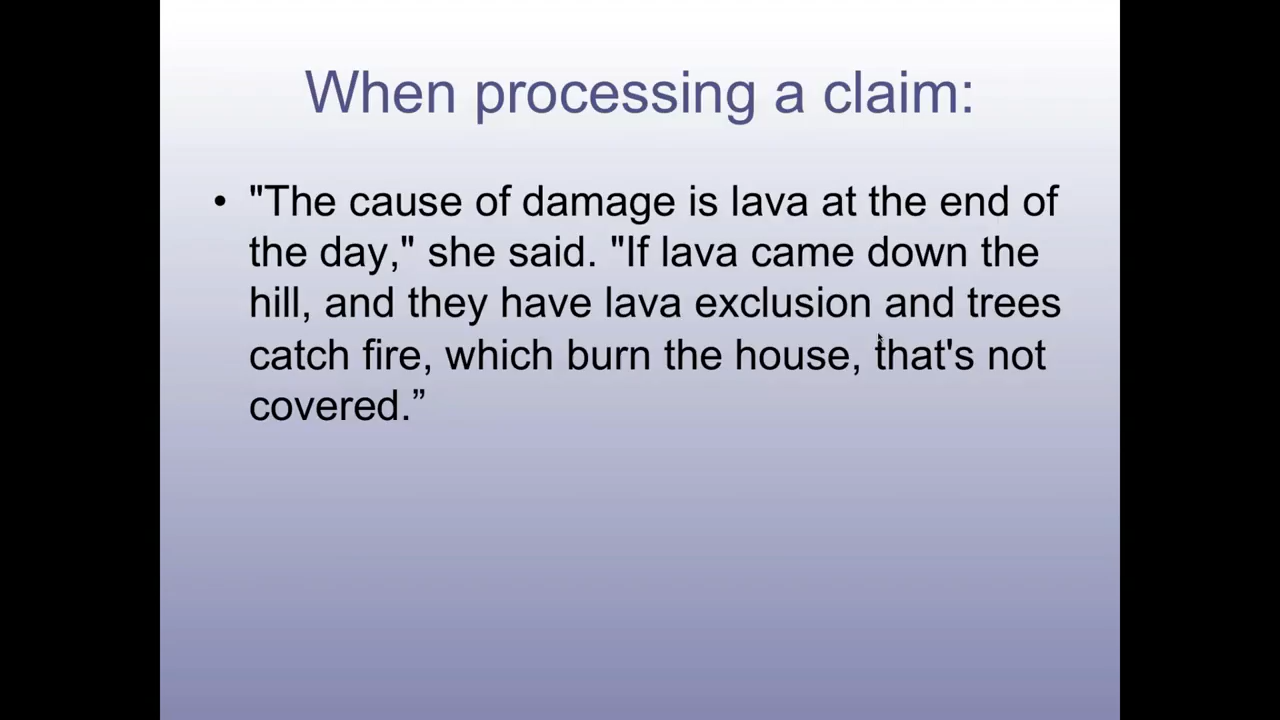 When processing a claim:
• "The cause of damage is lava at the end of
the day," she said. "If lava came down the
hill, and they have lava exclusion and trees
catch fire, which burn the house, that's not
covered.”